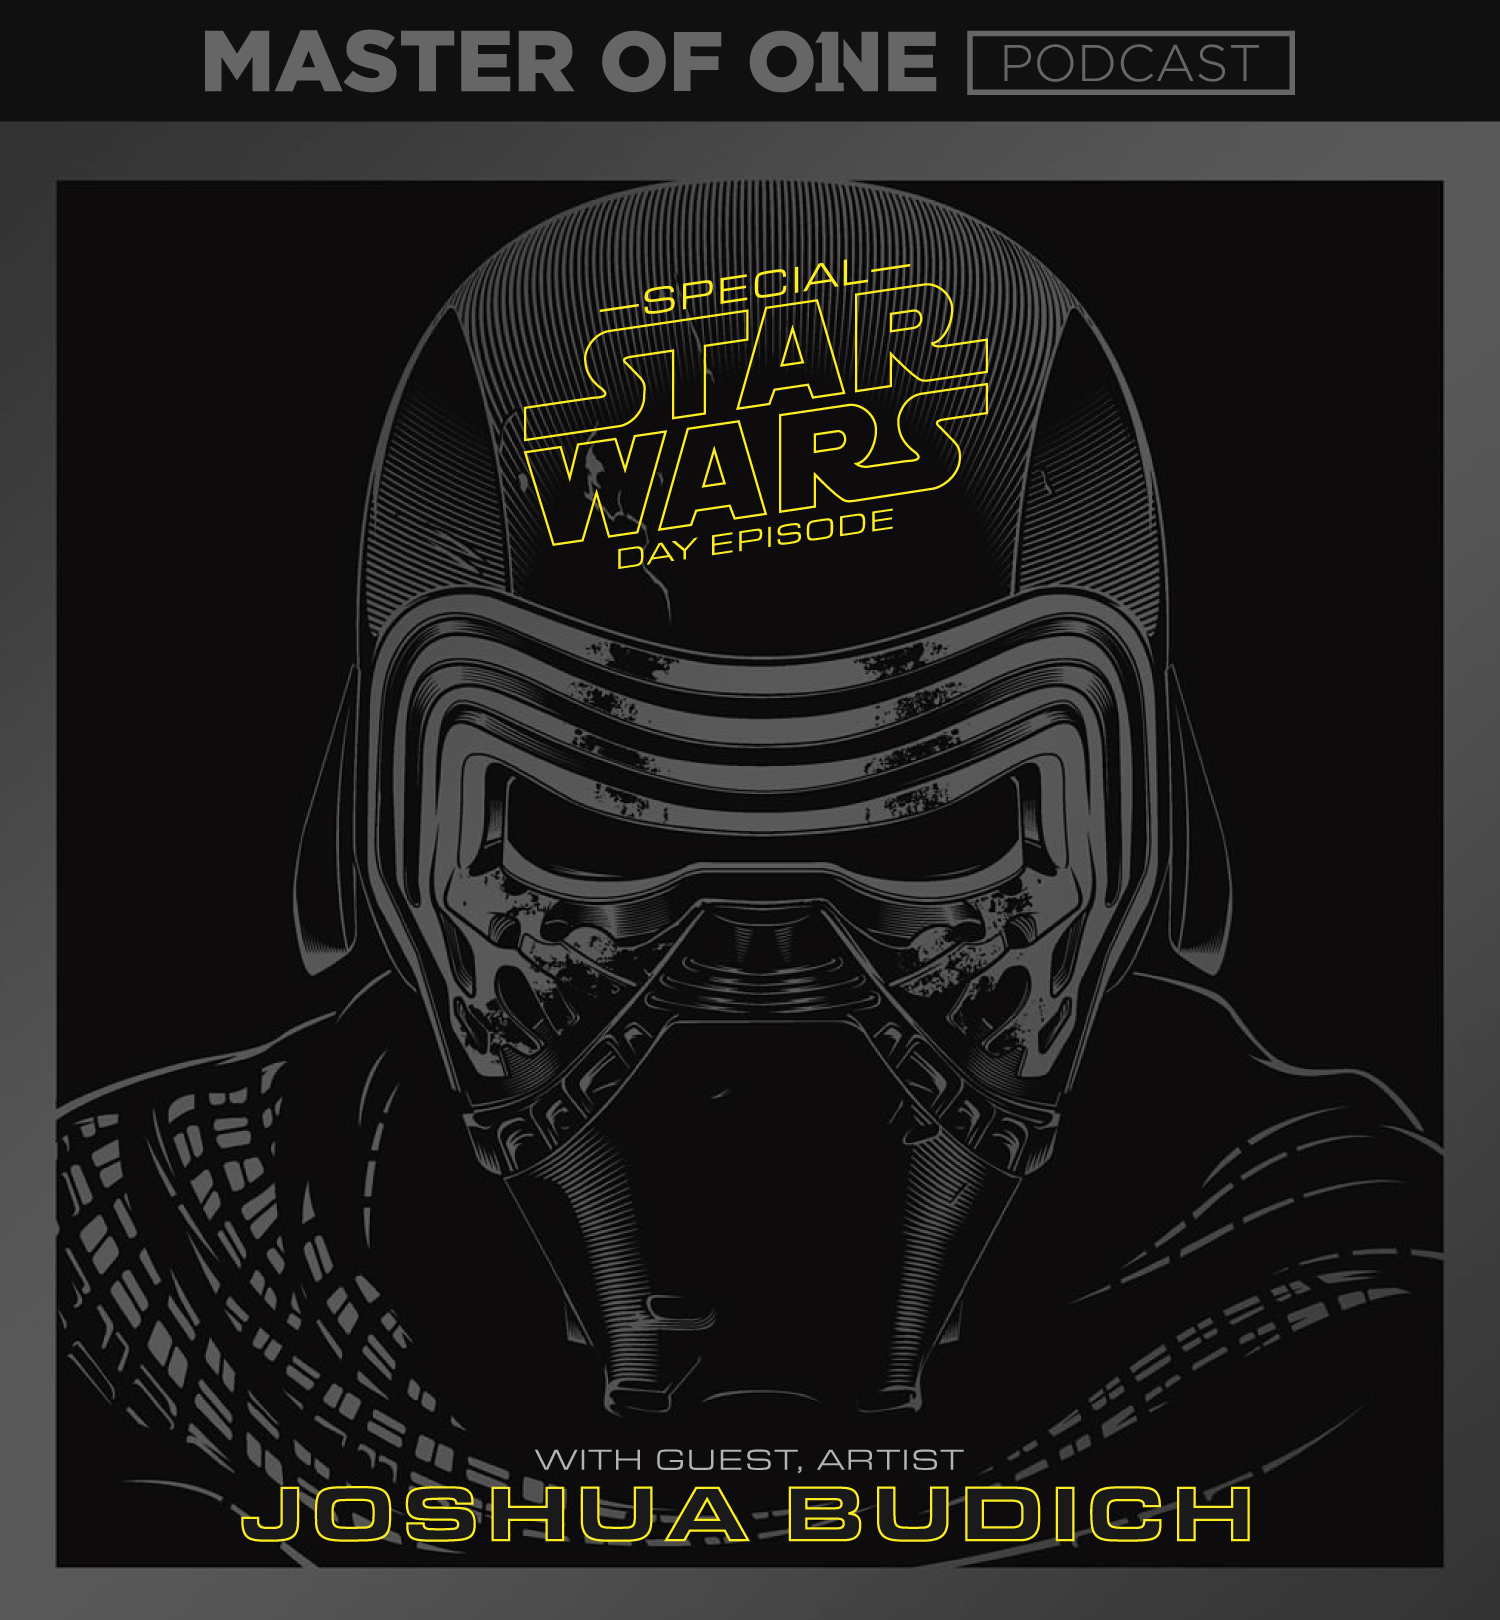 MASTER OF ONE PODCAST
—SPECIAL—
STAR
WARS
DAY EPISODE
WITH GUEST, ARTIST
JOSHUA BUDICH